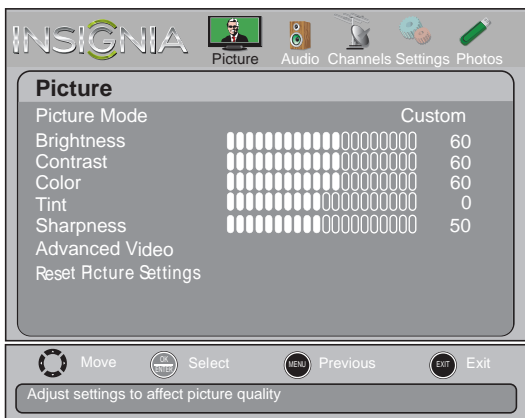 INSIGNIA
Picture Audio Channels Settings Photos
Picture
Picture Mode Custom
Brightness 60
Contrast 60
Color 60
Tint 0
Sharpness 50
Advanced Video
Reset Picture Settings
Move OK ENTER Select MENU Previous EXIT Exit
Adjust settings to affect picture quality